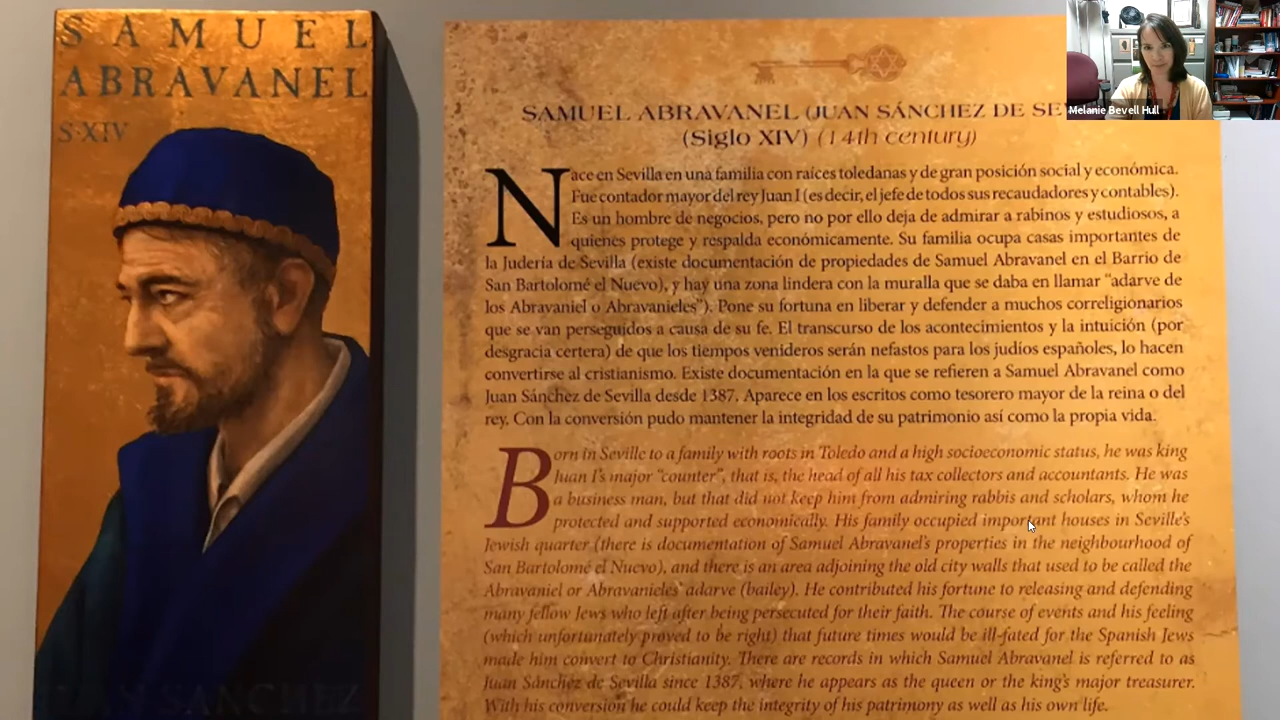 SAMUEL
ABRAVANEL
S·XIV
JUAN SANCHEZ
SAMUEL ABRAVANEL (JUAN SÁNCHEZ DE SE
(Siglo XIV) (14th century)
Nace en Sevilla en una familia con raíces toledanas y de gran posición social y económica.
Fue contador mayor del rey Juan I (es decir, el jefe de todos sus recaudadores y contables).
Es un hombre de negocios, pero no por ello deja de admirar a rabinos y estudiosos, a
quienes protege y respalda económicamente. Su familia ocupa casas importantes de
la Judería de Sevilla (existe documentación de propiedades de Samuel Abravanel en el Barrio de
San Bartolomé el Nuevo), y hay una zona lindera con la muralla que se daba en llamar “adarve de
los Abravaniel o Abravanieles”). Pone su fortuna en liberar y defender a muchos correligionarios
que se van perseguidos a causa de su fe. El transcurso de los acontecimientos y la intuición (por
desgracia certera) de que los tiempos venideros serán nefastos para los judíos españoles, lo hacen
convertirse al cristianismo. Existe documentación en la que se refieren a Samuel Abravanel como
Juan Sánchez de Sevilla desde 1387. Aparece en los escritos como tesorero mayor de la reina o del
rey. Con la conversión pudo mantener la integridad de su patrimonio así como la propia vida.
Born in Seville to a family with roots in Toledo and a high socioeconomic status, he was king
Juan I's major “counter”, that is, the head of all his tax collectors and accountants. He was
a business man, but that did not keep him from admiring rabbis and scholars, whom he
protected and supported economically. His family occupied important houses in Seville's
Jewish quarter (there is documentation of Samuel Abravanel's properties in the neighbourhood of
San Bartolomé el Nuevo), and there is an area adjoining the old city walls that used to be called the
Abravaniel or Abravanieles' adarve (bailey). He contributed his fortune to releasing and defending
many fellow Jews who left after being persecuted for their faith. The course of events and his feeling
(which unfortunately proved to be right) that future times would be ill-fated for the Spanish Jews
made him convert to Christianity. There are records in which Samuel Abravanel is referred to as
Juan Sánchez de Sevilla since 1387, where he appears as the queen or the king's major treasurer.
With his conversion he could keep the integrity of his patrimony as well as his own life.
Melanie Bevell Hull